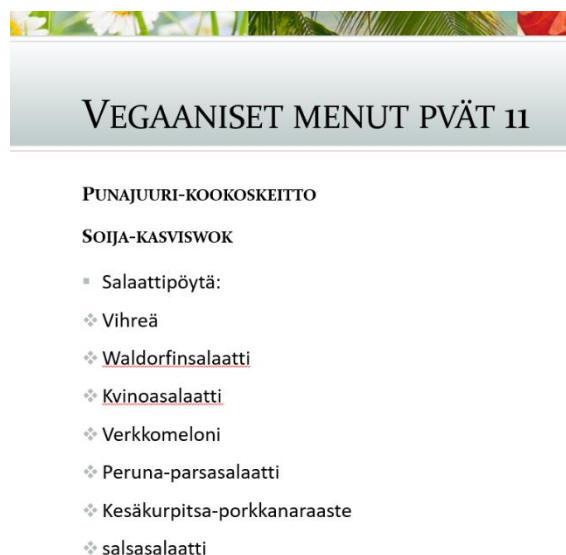 VEGAANISET MENUT PVÄT 11
PUNAJUURI-KOOKOSKEITTO
SOIJA-KASVISWOK
Salaattipöytä:
Vihreä
Waldorfinsalaatti
Kvinoasalaatti
Verkkomeloni
Peruna-parsasalaatti
Kesäkurpitsa-porkkanaraaste
salsasalaatti